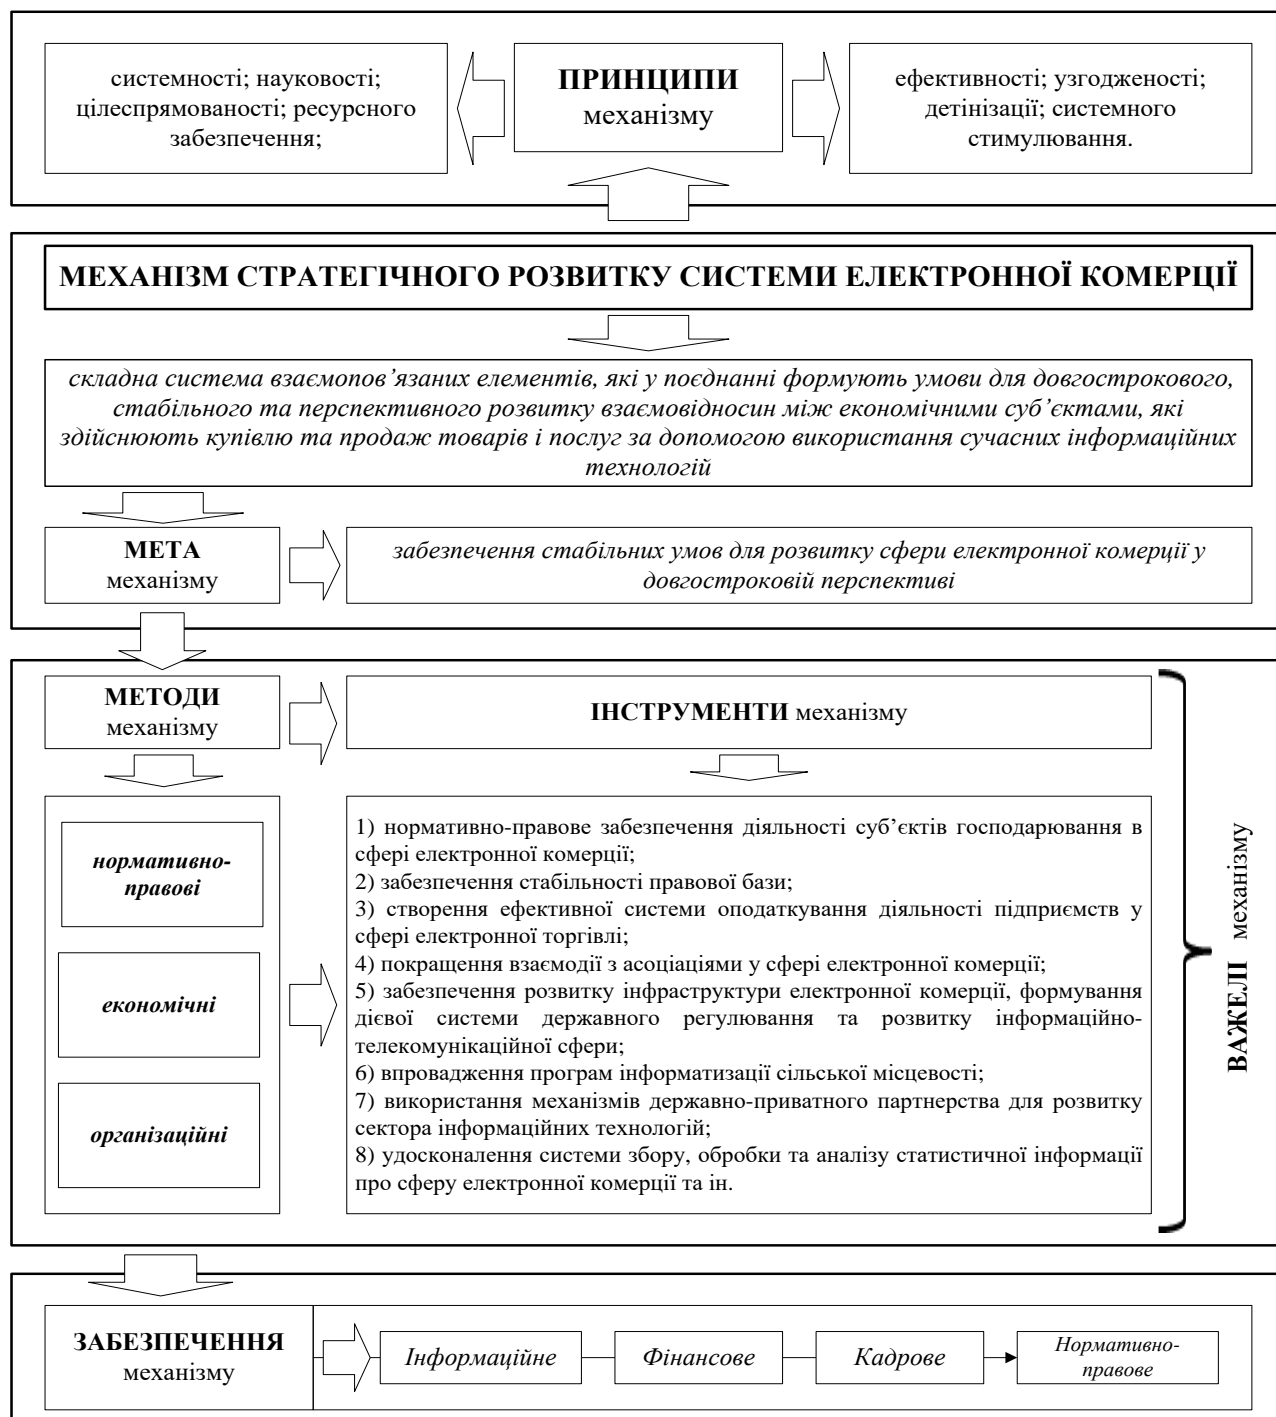 системності; науковості;
цілеспрямованості; ресурсного
забезпечення;
ПРИНЦИПИ
механізму
ефективності; узгодженості;
детінізації; системного
стимулювання.
МЕХАНІЗМ СТРАТЕГІЧНОГО РОЗВИТКУ СИСТЕМИ ЕЛЕКТРОННОЇ КОМЕРЦІЇ
складна система взаємопов’язаних елементів, які у поєднанні формують умови для довгострокового,
стабільного та перспективного розвитку взаємовідносин між економічними суб’єктами, які
здійснюють купівлю та продаж товарів і послуг за допомогою використання сучасних інформаційних
технологій
МЕТА
механізму
забезпечення стабільних умов для розвитку сфери електронної комерції у
довгостроковій перспективі
МЕТОДИ
механізму
ІНСТРУМЕНТИ механізму
нормативно-
правові
економічні
організаційні
1) нормативно-правове забезпечення діяльності суб’єктів господарювання в
сфері електронної комерції;
2) забезпечення стабільності правової бази;
3) створення ефективної системи оподаткування діяльності підприємств у
сфері електронної торгівлі;
4) покращення взаємодії з асоціаціями у сфері електронної комерції;
5) забезпечення розвитку інфраструктури електронної комерції, формування
дієвої системи державного регулювання та розвитку інформаційно-
телекомунікаційної сфери;
6) впровадження програм інформатизації сільської місцевості;
7) використання механізмів державно-приватного партнерства для розвитку
сектора інформаційних технологій;
8) удосконалення системи збору, обробки та аналізу статистичної інформації
про сферу електронної комерції та ін.
ВАЖЕЛІ механізму
ЗАБЕЗПЕЧЕННЯ
механізму
Інформаційне
Фінансове
Кадрове
Нормативно-
правове